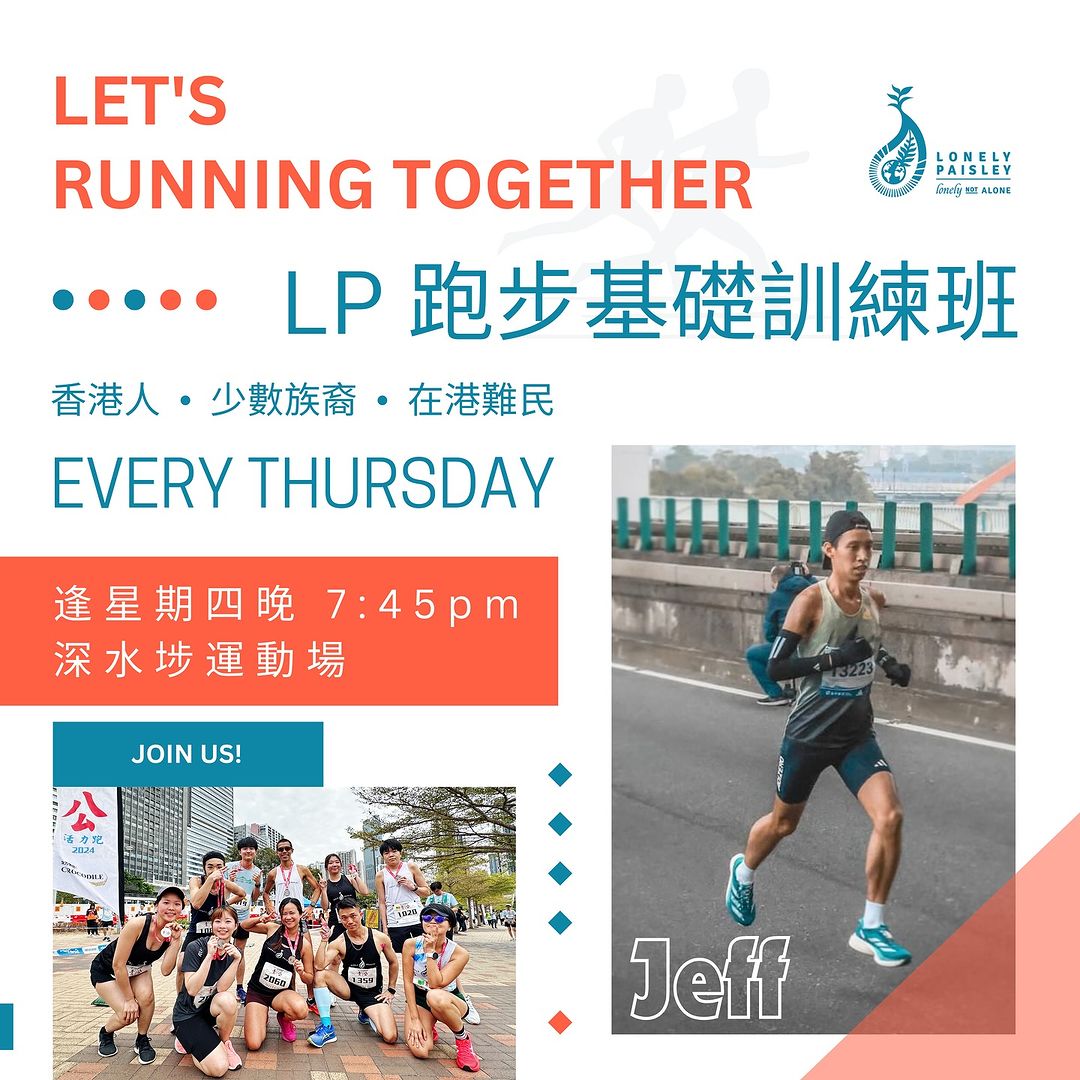 LET'S
RUNNING TOGETHER
LONELY
PAISLEY
lonely NOT ALONE
LP 跑步基礎訓練班
香港人 • 少數族裔 • 在港難民
EVERY THURSDAY
逢星期四晚 7:45pm
深水埗運動場
JOIN US!
公
活力跑
2024
CROCODILE
1020
2060
1359
13223
Jeff